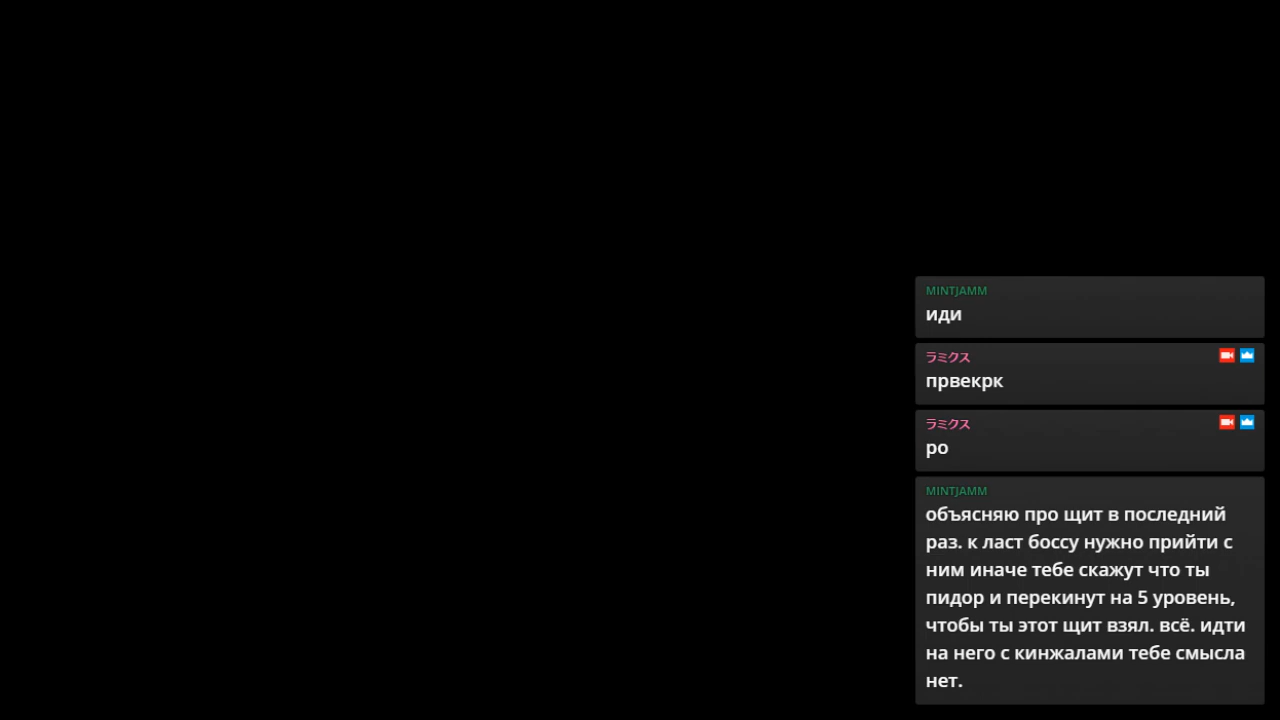 MINTJAMM
иди
ラミクス
првекрк
ラミクス
ро
MINTJAMM
объясняю про щит в последний
раз. к ласт боссу нужно прийти с
ним иначе тебе скажут что ты
пидор и перекинут на 5 уровень,
чтобы ты этот щит взял. всё. идти
на него с кинжалами тебе смысла
нет.